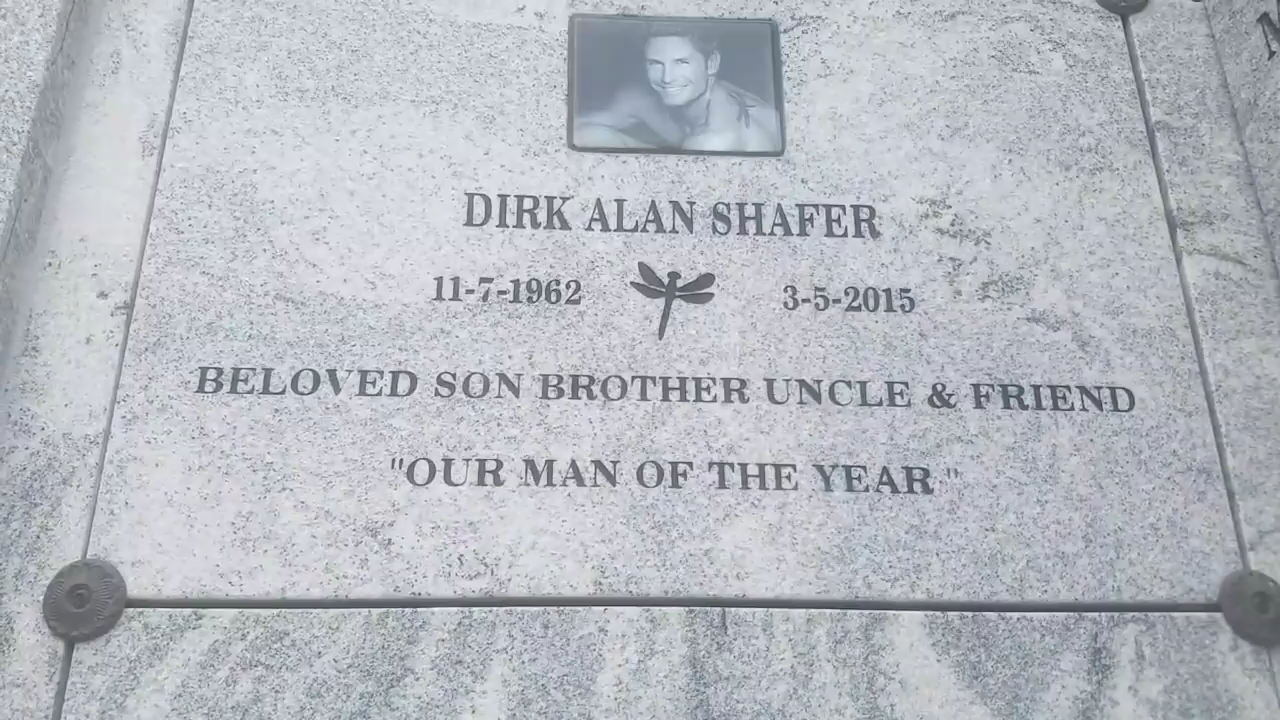 DIRK ALAN SHAFER
11-7-1962 3-5-2015
BELOVED SON BROTHER UNCLE & FRIEND
"OUR MAN OF THE YEAR"